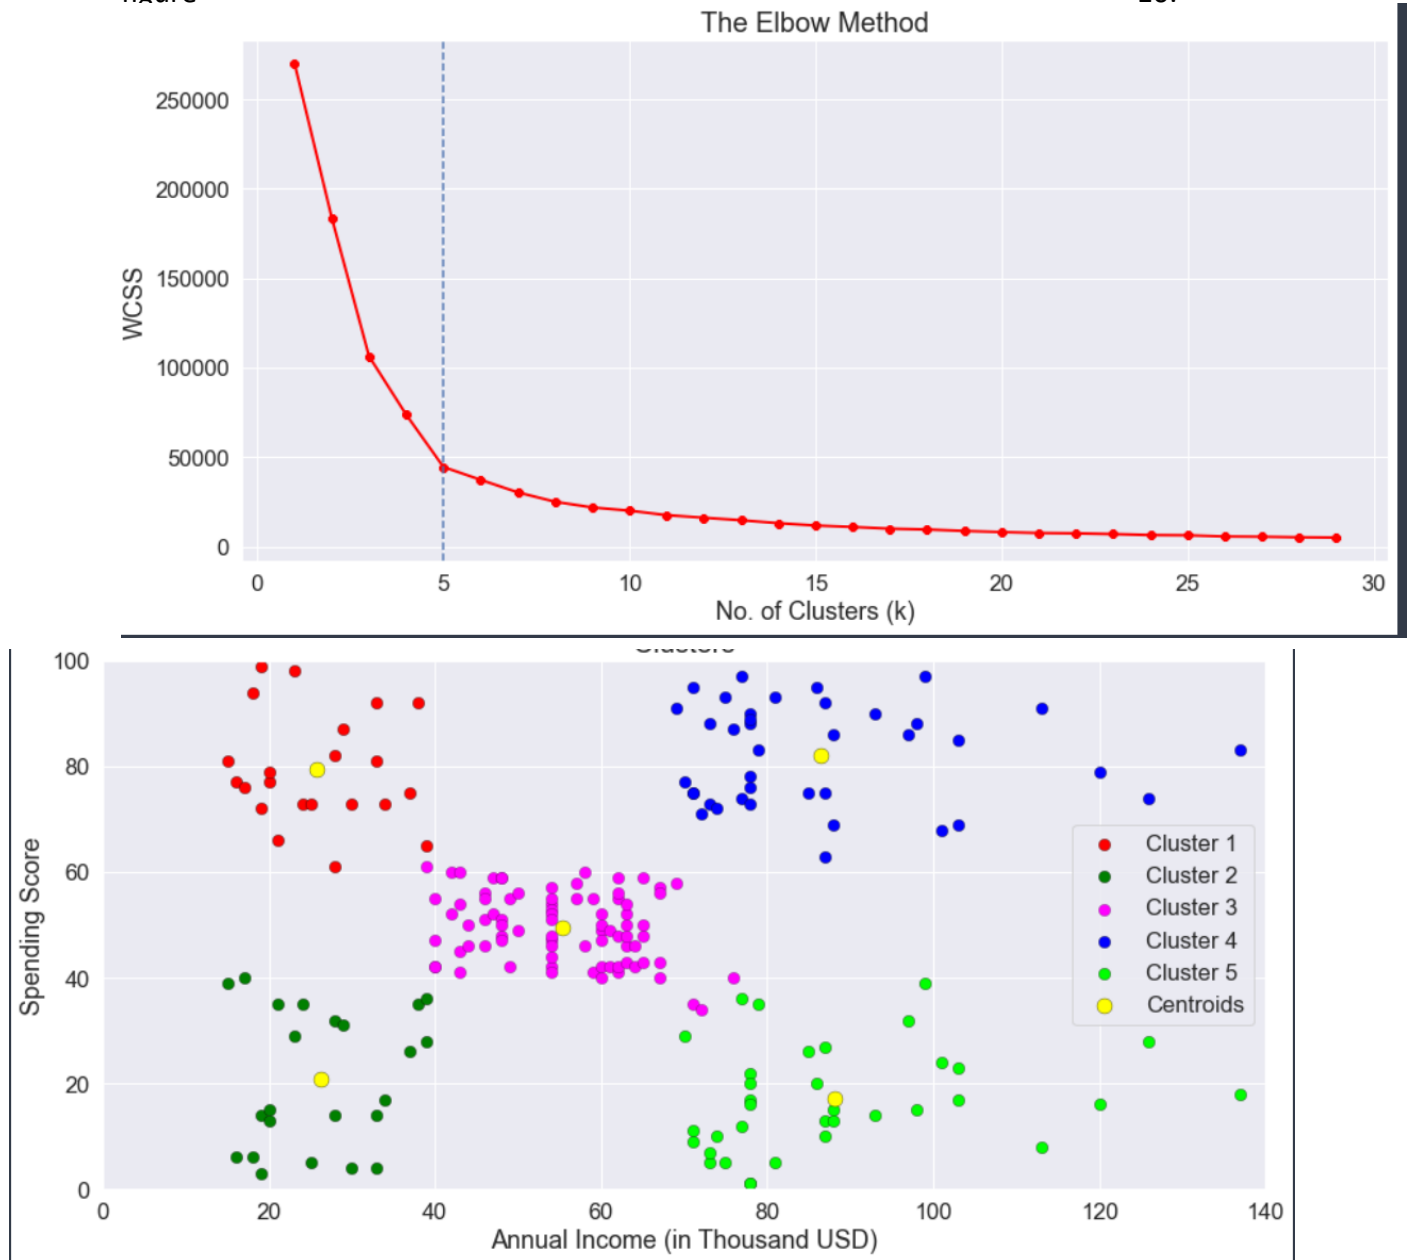 The Elbow Method
250000
200000
150000
100000
50000
0
WCSS
0 5 10 15 20 25 30
No. of Clusters (k)
Clusters
100
80
60
40
20
0
Spending Score
Cluster 1
Cluster 2
Cluster 3
Cluster 4
Cluster 5
Centroids
0 20 40 60 80 100 120 140
Annual Income (in Thousand USD)